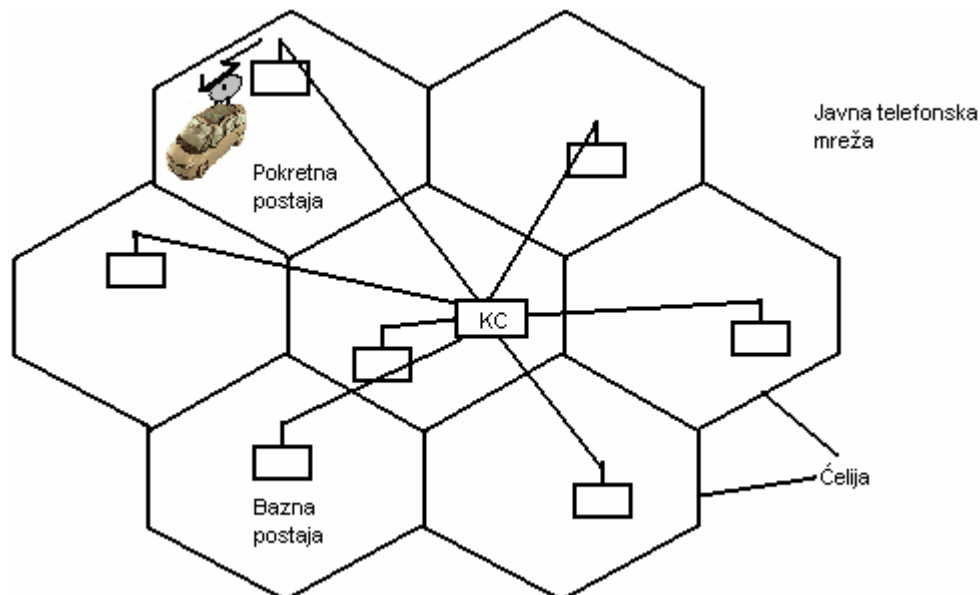 Javna telefonska
mreža
Pokretna
postaja
KC
Ćelija
Bazna
postaja